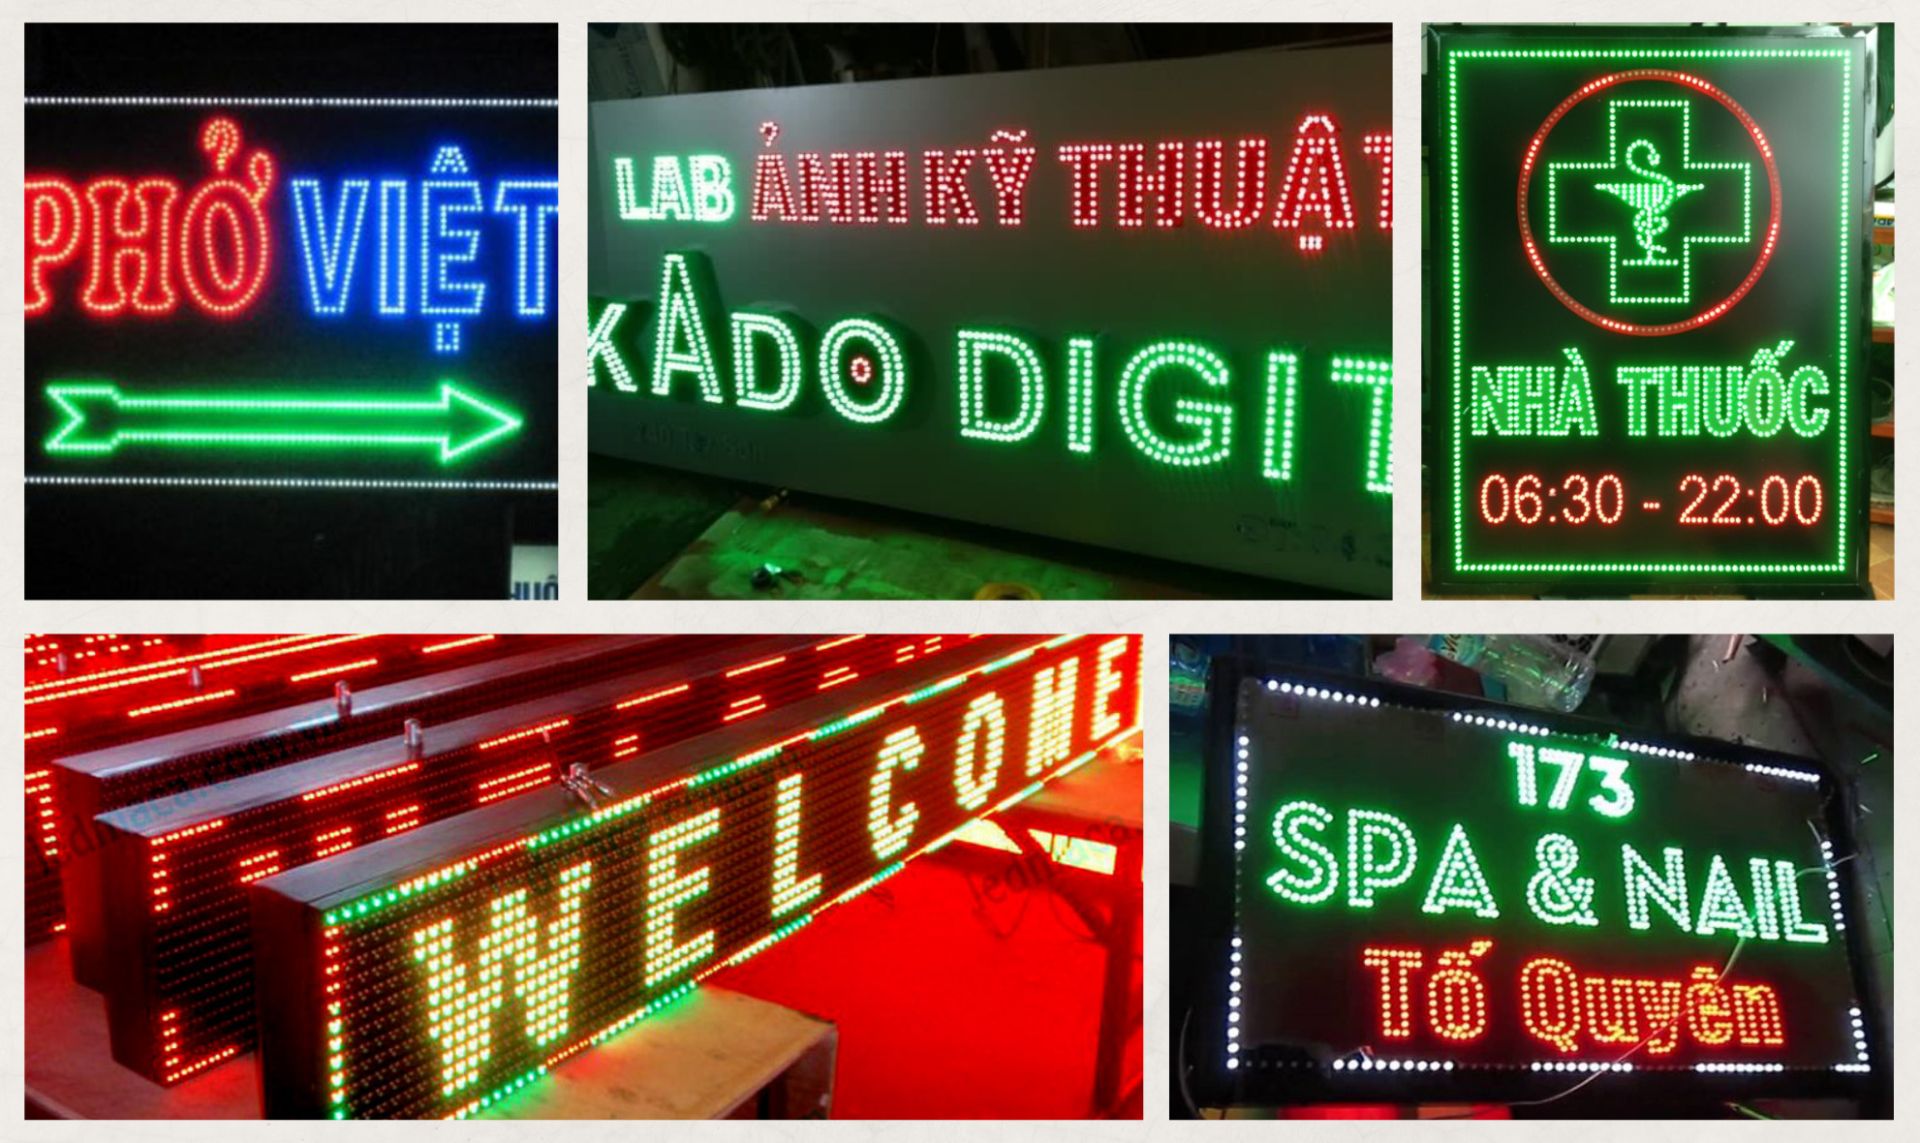 PHỞ VIỆT
LAB ẢNH KỸ THUẬT
KADO DIGIT
NHÀ THUỐC
06:30 - 22:00
WELCOME
173
SPA & NAIL
Tố Quyên